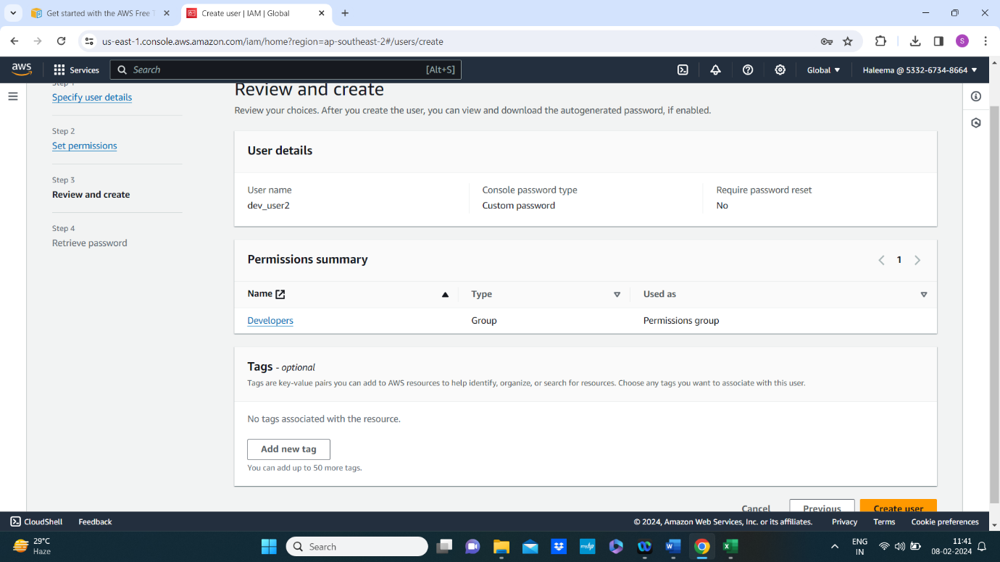 Get started with the AWS Free T
Create user | IAM | Global
us-east-1.console.aws.amazon.com/iam/home?region=ap-southeast-2#/users/create
S
aws
Services
Search
[Alt+S]
Global
Haleema @ 5332-6734-8664
Step 1
Specify user details
Step 2
Set permissions
Step 3
Review and create
Step 4
Retrieve password
Review and create
Review your choices. After you create the user, you can view and download the autogenerated password, if enabled.
User details
User name
dev_user2
Console password type
Custom password
Require password reset
No
Permissions summary
1
Name
Type
Used as
Developers
Group
Permissions group
Tags - optional
Tags are key-value pairs you can add to AWS resources to help identify, organize, or search for resources. Choose any tags you want to associate with this user.
No tags associated with the resource.
Add new tag
You can add up to 50 more tags.
Cancel
Previous
Create user
CloudShell
Feedback
© 2024, Amazon Web Services, Inc. or its affiliates.
Privacy
Terms
Cookie preferences
29°C
Haze
Search
myhp
W
X
ENG
IN
11:41
08-02-2024